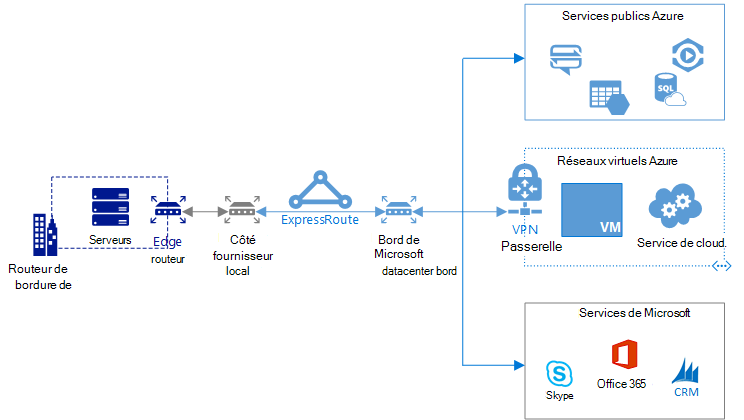 Services publics Azure
SQL
Réseaux virtuels Azure
ExpressRoute
VM
Serveurs
Edge
routeur
Côté
fournisseur
local
Bord de
Microsoft
datacenter bord
VPN
Passerelle
Service de cloud.
Routeur de
bordure de
Services de Microsoft
Skype
Office 365
CRM